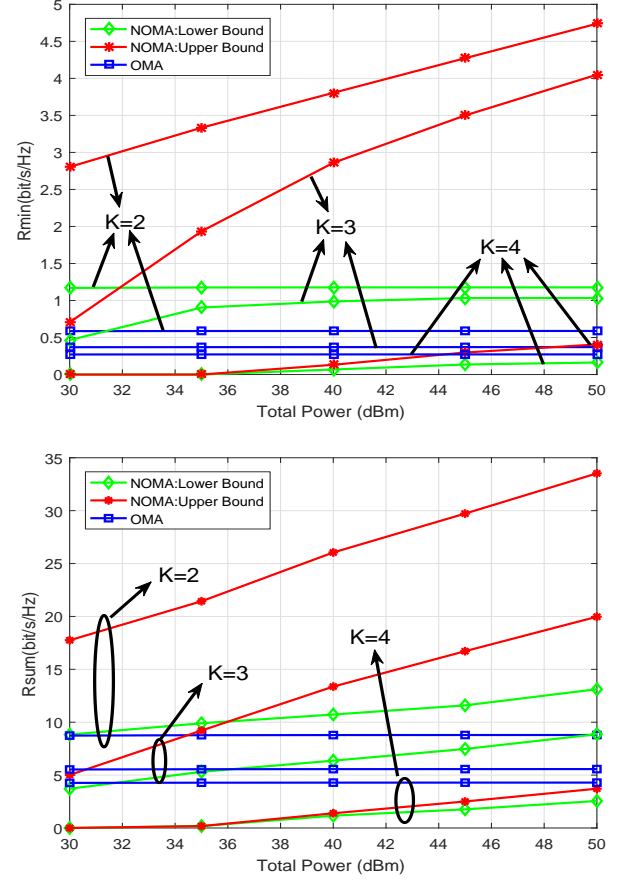 5
4.5
4
3.5
3
2.5
2
1.5
1
0.5
0
Rmin(bit/s/Hz)
NOMA:Lower Bound
NOMA:Upper Bound
OMA
K=2
K=3
K=4
30 32 34 36 38 40 42 44 46 48 50
Total Power (dBm)
35
30
25
20
15
10
5
0
Rsum(bit/s/Hz)
NOMA:Lower Bound
NOMA:Upper Bound
OMA
K=2
K=3
K=4
30 32 34 36 38 40 42 44 46 48 50
Total Power (dBm)